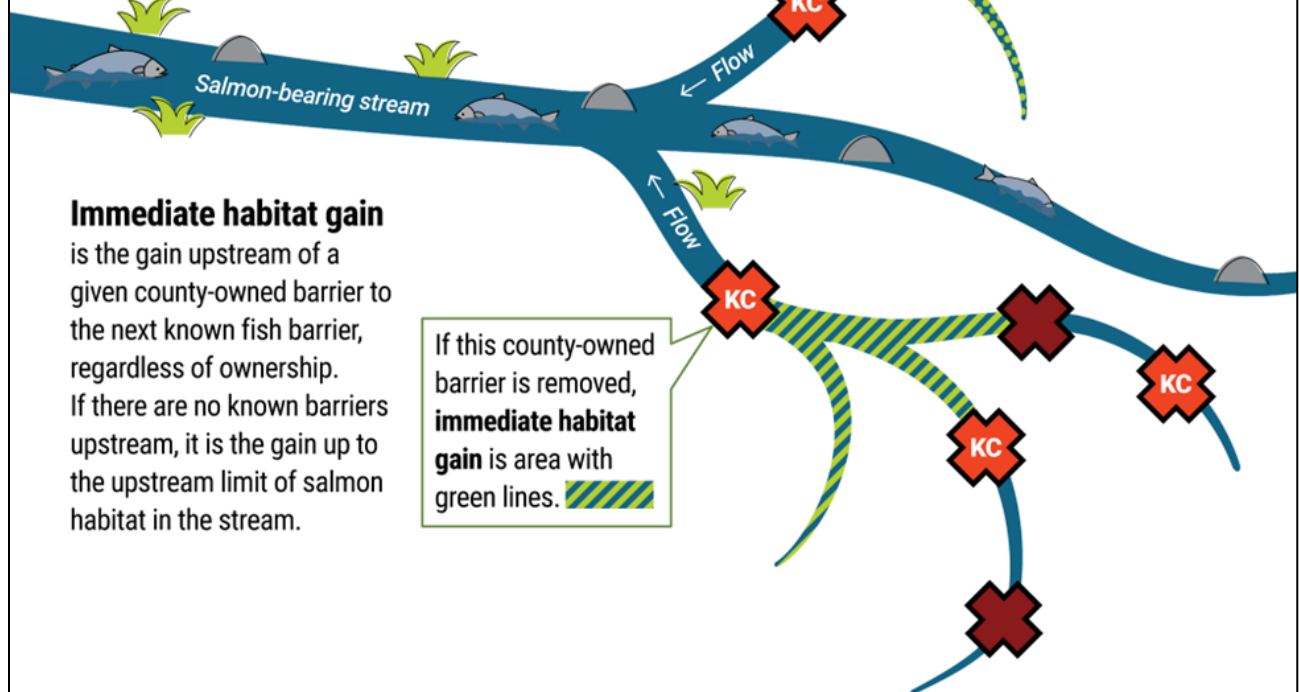 KC
← Flow
Salmon-bearing stream
← Flow
Immediate habitat gain
is the gain upstream of a
given county-owned barrier to
the next known fish barrier,
regardless of ownership.
If there are no known barriers
upstream, it is the gain up to
the upstream limit of salmon
habitat in the stream.
KC
If this county-owned
barrier is removed,
immediate habitat
gain is area with
green lines.
KC
KC